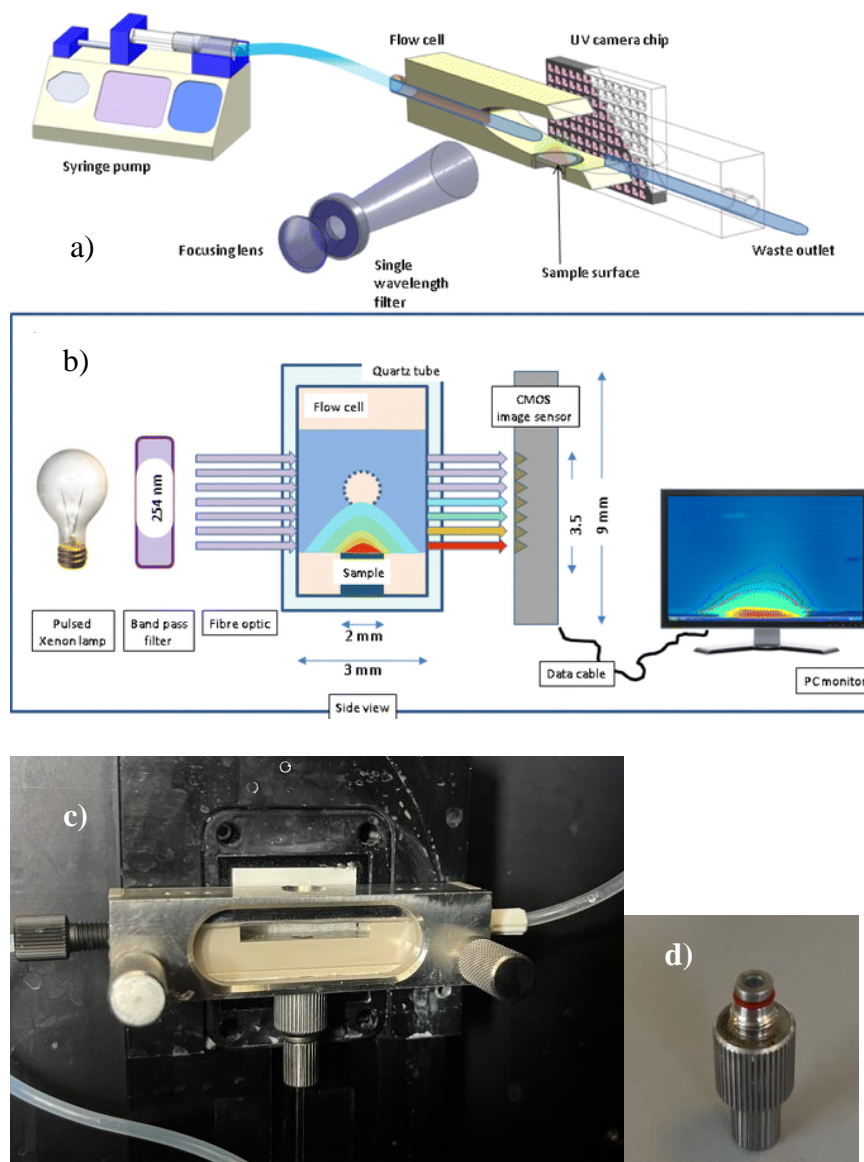 Flow cell
UV camera chip
Syringe pump
a)
Focusing lens
Single
wavelength
filter
Sample surface
Waste outlet
b)
Quartz tube
Flow cell
CMOS
image sensor
254 nm
3.5
9 mm
Sample
Pulsed
Xenon lamp
Band pass
filter
Fibre optic
2 mm
3 mm
Side view
Data cable
PC monitor
c)
d)